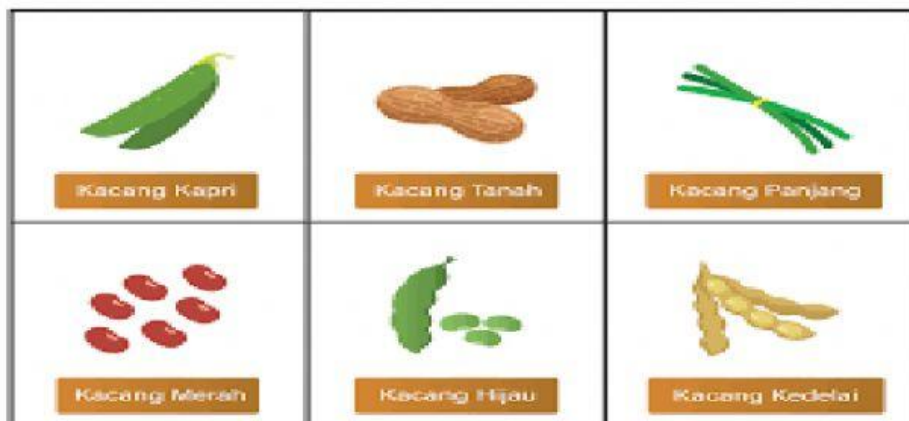 Kacang Kapri
Kacang Tanah
Kacang Panjang
Kacang Merah
Kacang Hijau
Kacang Kedelai